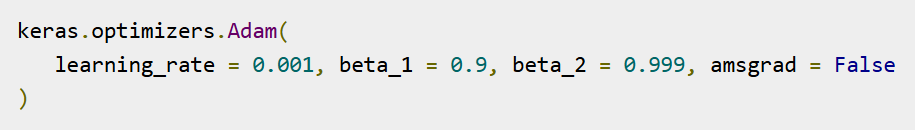 keras.optimizers.Adam(
   learning_rate = 0.001, beta_1 = 0.9, beta_2 = 0.999, amsgrad = False
)